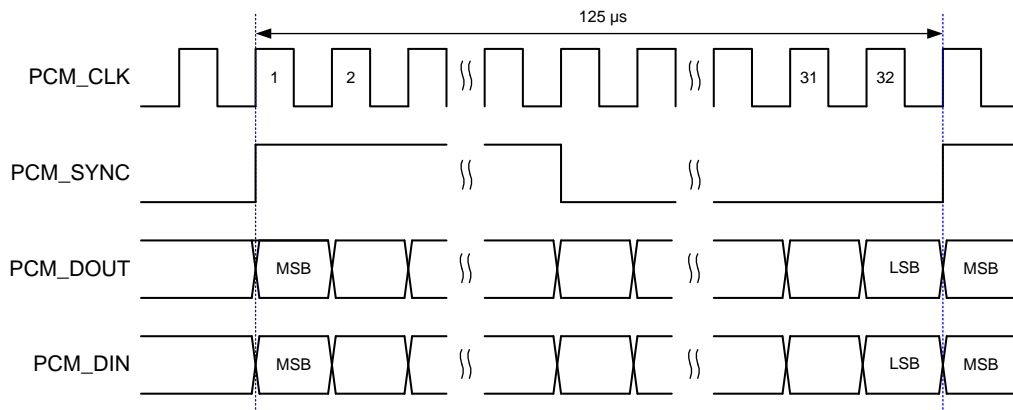 125 µs
PCM_CLK 1 2 31 32
PCM_SYNC
PCM_DOUT MSB LSB MSB
PCM_DIN MSB LSB MSB